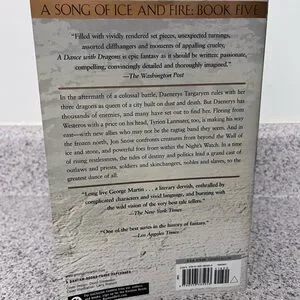 A SONG OF ICE AND FIRE: BOOK FIVE
"Filled with vividly rendered set pieces, unexpected turnings,
assorted cliffhangers and moments of appalling cruelty,
A Dance with Dragons is epic fantasy as it should be written: passionate,
compelling, convincingly detailed and thoroughly imagined."
—The Washington Post
In the aftermath of a colossal battle, Daenerys Targaryen rules with her
three dragons as queen of a city built on dust and death. But Daenerys has
thousands of enemies, and many have set out to find her. Fleeing from
Westeros with a price on his head, Tyrion Lannister, too, is making his way
east—with new allies who may not be the ragtag band they seem. And in
the frozen north, Jon Snow confronts creatures from beyond the Wall of
ice and stone, and powerful foes from within the Night's Watch. In a time
of rising restlessness, the tides of destiny and politics lead a grand cast of
outlaws and priests, soldiers and skinchangers, nobles and slaves, to the
greatest dance of all.
"Long live George Martin . . . a literary dervish, enthralled by
complicated characters and vivid language, and bursting with
the wild vision of the very best tale tellers."
—The New York Times
"One of the best series in the history of fantasy."
—Los Angeles Times
A BANTAM BOOKS TRADE PAPERBACK